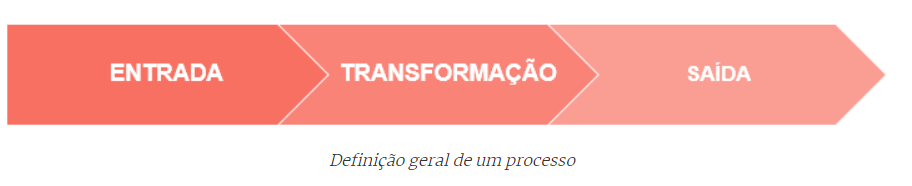 ENTRADA TRANSFORMAÇÃO SAÍDA
Definição geral de um processo